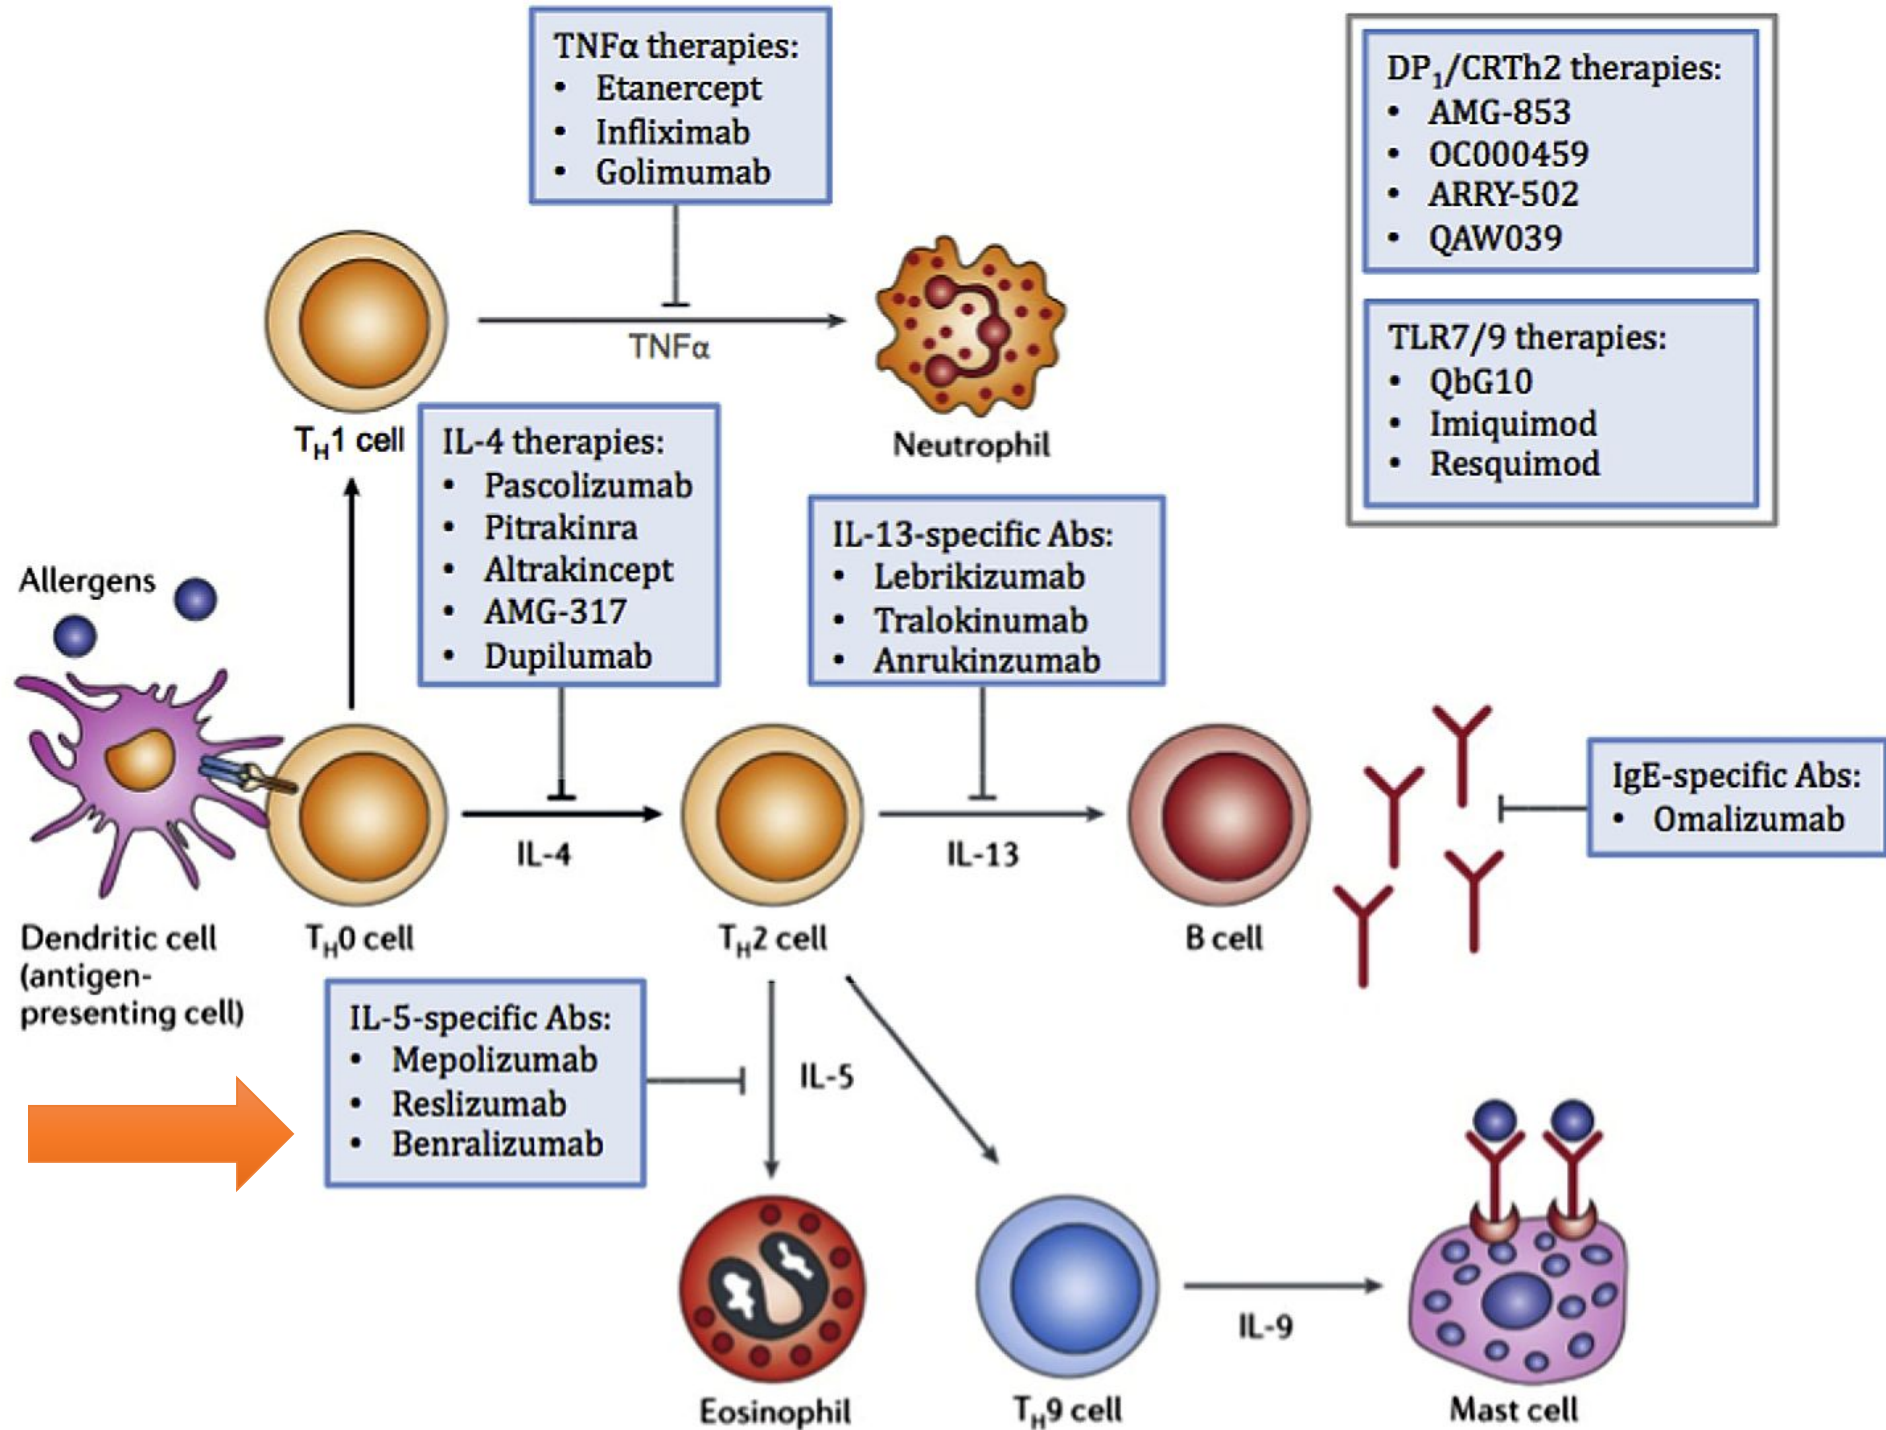 TNFα therapies:
• Etanercept
• Infliximab
• Golimumab
DP₁/CRTh2 therapies:
• AMG-853
• OC000459
• ARRY-502
• QAW039
TLR7/9 therapies:
• QbG10
• Imiquimod
• Resquimod
TNFα
TH1 cell
Neutrophil
IL-4 therapies:
• Pascolizumab
• Pitrakinra
• Altrakincept
• AMG-317
• Dupilumab
IL-13-specific Abs:
• Lebrikizumab
• Tralokinumab
• Anrukinzumab
Allergens
IgE-specific Abs:
• Omalizumab
IL-4
IL-13
Dendritic cell
(antigen-
presenting cell)
TH0 cell
TH2 cell
B cell
IL-5-specific Abs:
• Mepolizumab
• Reslizumab
• Benralizumab
IL-5
IL-9
Eosinophil
TH9 cell
Mast cell